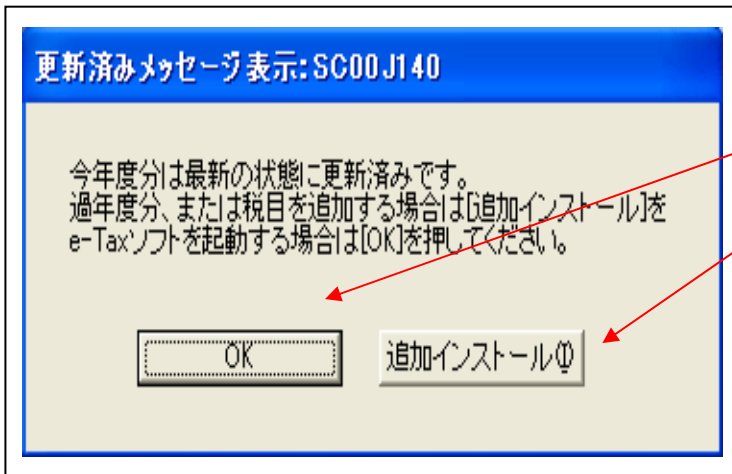 更新済みメッセージ表示:SC00J140
今年度分は最新の状態に更新済みです。
過年度分、または税目を追加する場合は[追加インストール]を
e-Taxソフトを起動する場合は[OK]を押してください。
OK
追加インストール(I)